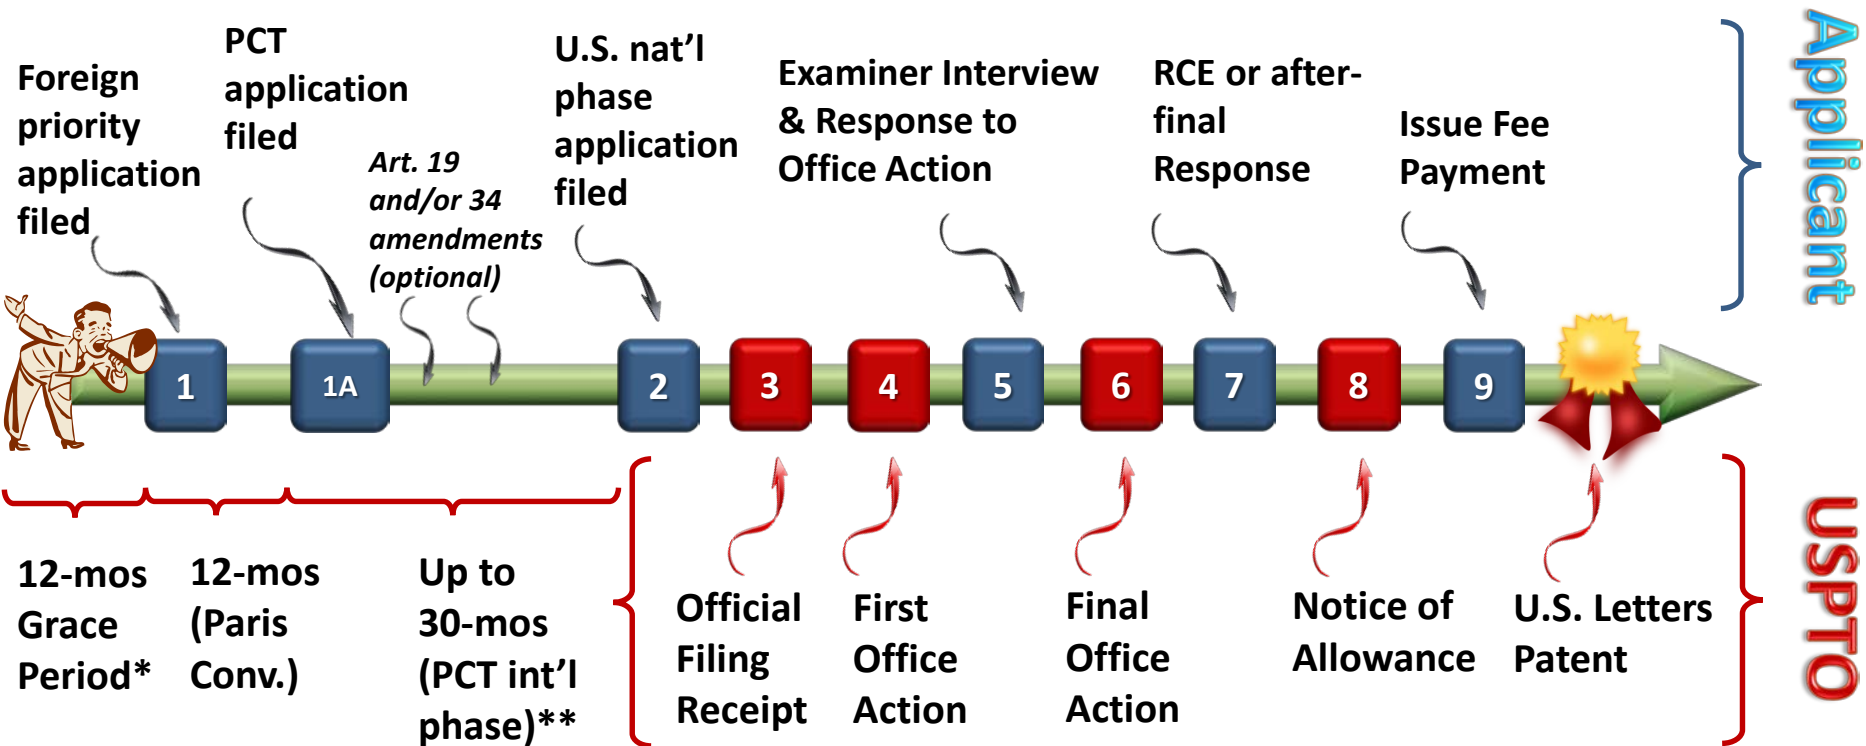 Foreign
priority
application
filed
PCT
application
filed
Art. 19
and/or 34
amendments
(optional)
U.S. nat’l
phase
application
filed
Examiner Interview
& Response to
Office Action
RCE or after-
final
Response
Issue Fee
Payment
Applicant
1
1A
2
3
4
5
6
7
8
9
12-mos
Grace
Period*
12-mos
(Paris
Conv.)
Up to
30-mos
(PCT int’l
phase)**
Official
Filing
Receipt
First
Office
Action
Final
Office
Action
Notice of
Allowance
U.S. Letters
Patent
USPTO